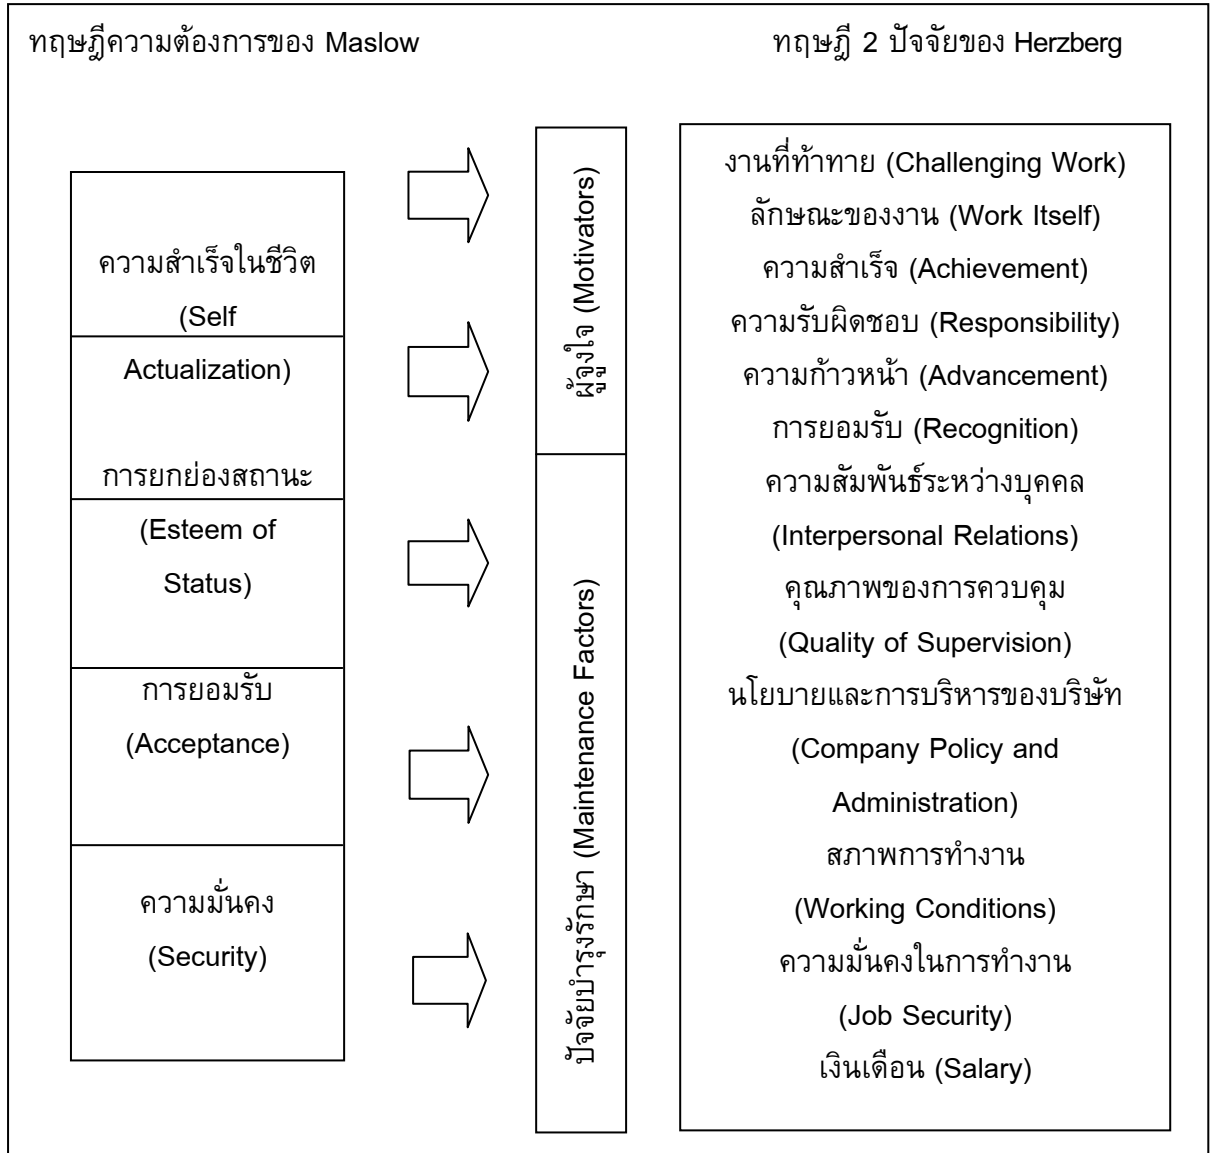 ทฤษฎีความต้องการของ Maslow
ทฤษฎี 2 ปัจจัยของ Herzberg
ความสำเร็จในชีวิต
(Self
Actualization)
การยกย่องสถานะ
(Esteem of
Status)
การยอมรับ
(Acceptance)
ความมั่นคง
(Security)
ผู้จูงใจ (Motivators)
ปัจจัยบำรุงรักษา (Maintenance Factors)
งานที่ท้าทาย (Challenging Work)
ลักษณะของงาน (Work Itself)
ความสำเร็จ (Achievement)
ความรับผิดชอบ (Responsibility)
ความก้าวหน้า (Advancement)
การยอมรับ (Recognition)
ความสัมพันธ์ระหว่างบุคคล
(Interpersonal Relations)
คุณภาพของการควบคุม
(Quality of Supervision)
นโยบายและการบริหารของบริษัท
(Company Policy and
Administration)
สภาพการทำงาน
(Working Conditions)
ความมั่นคงในการทำงาน
(Job Security)
เงินเดือน (Salary)